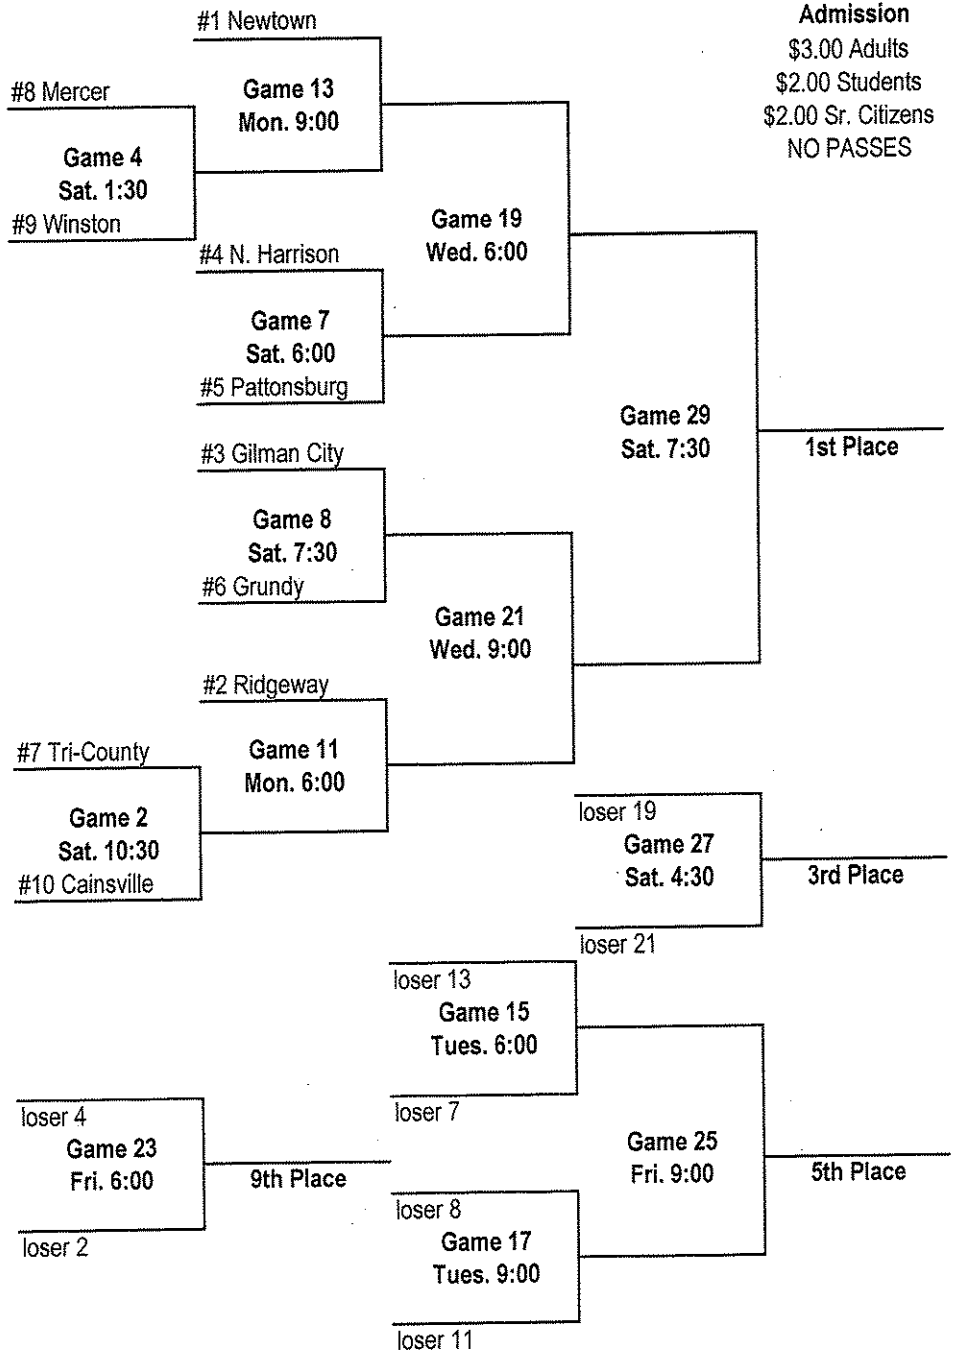 #1 Newtown
Admission
$3.00 Adults
$2.00 Students
$2.00 Sr. Citizens
NO PASSES
#8 Mercer
Game 13
Mon. 9:00
Game 4
Sat. 1:30
#9 Winston
Game 19
Wed. 6:00
#4 N. Harrison
Game 7
Sat. 6:00
#5 Pattonsburg
Game 29
Sat. 7:30
1st Place
#3 Gilman City
Game 8
Sat. 7:30
#6 Grundy
Game 21
Wed. 9:00
#2 Ridgeway
#7 Tri-County
Game 11
Mon. 6:00
Game 2
Sat. 10:30
#10 Cainsville
loser 19
Game 27
Sat. 4:30
3rd Place
loser 21
loser 13
Game 15
Tues. 6:00
loser 7
loser 4
Game 23
Fri. 6:00
9th Place
loser 2
Game 25
Fri. 9:00
5th Place
loser 8
Game 17
Tues. 9:00
loser 11